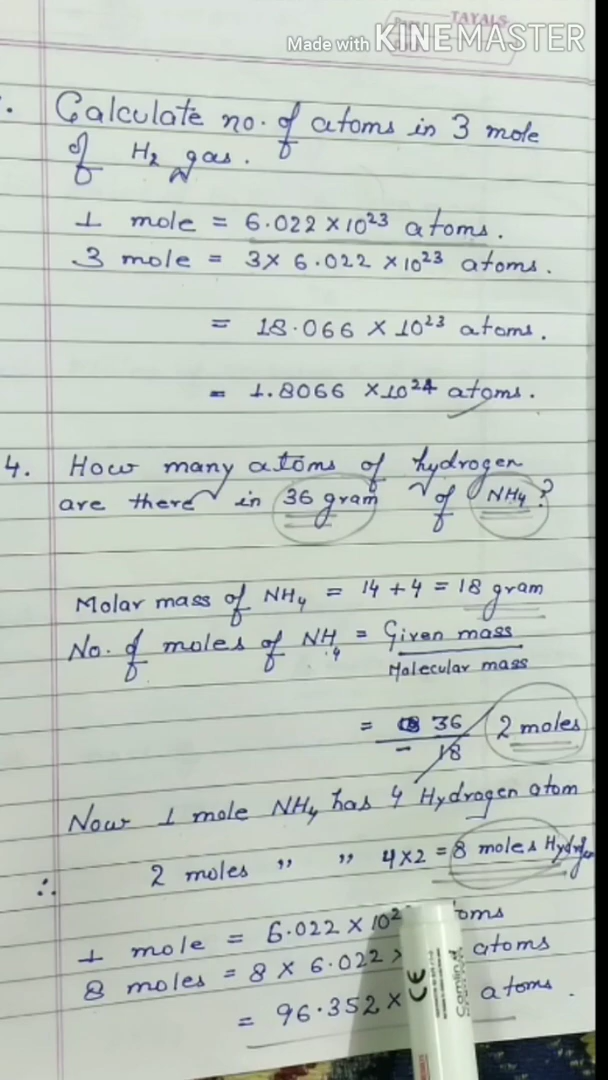 TAYALS
Made with KINEMASTER
. Calculate no. of atoms in 3 mole
of H2 gas.
1 mole = 6.022 × 10^23 atoms.
3 mole = 3 × 6.022 × 10^23 atoms.
= 18.066 × 10^23 atoms.
= 1.8066 × 10^24 atoms.
4. How many atoms of hydrogen
are there in 36 gram of NH4?
Molar mass of NH4 = 14 + 4 = 18 gram
No. of moles of NH4 = Given mass
Molecular mass
= 36 2 moles
18
Now 1 mole NH4 has 4 Hydrogen atom
∴ 2 moles " " 4×2 = 8 moles Hydrogen
1 mole = 6.022 × 10 oms
8 moles = 8 × 6.022 × atoms
= 96.352 × atoms.
CE
Camlin